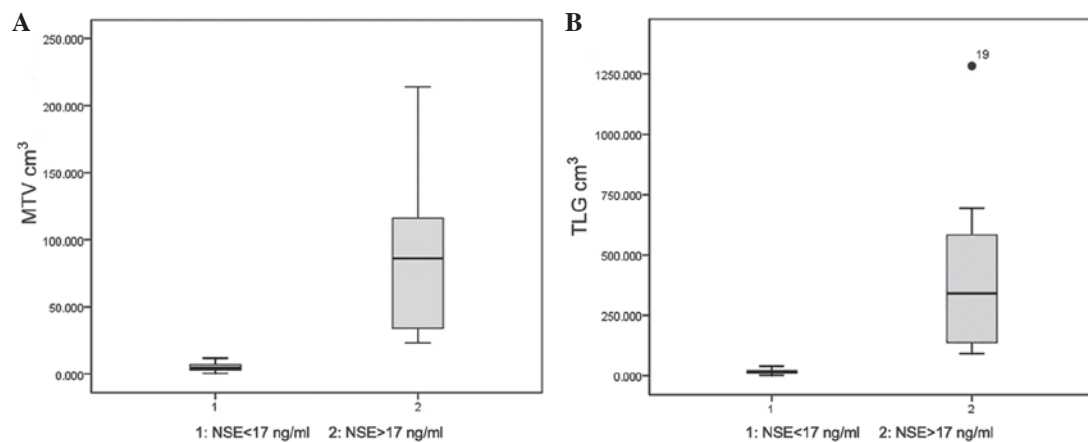 A
250.000
200.000
150.000
100.000
50.000
0.000
MTV cm³
1
2
1: NSE<17 ng/ml 2: NSE>17 ng/ml
B
19
1250.000
1000.000
750.000
500.000
250.000
0.000
TLG cm³
1
2
1: NSE<17 ng/ml 2: NSE>17 ng/ml